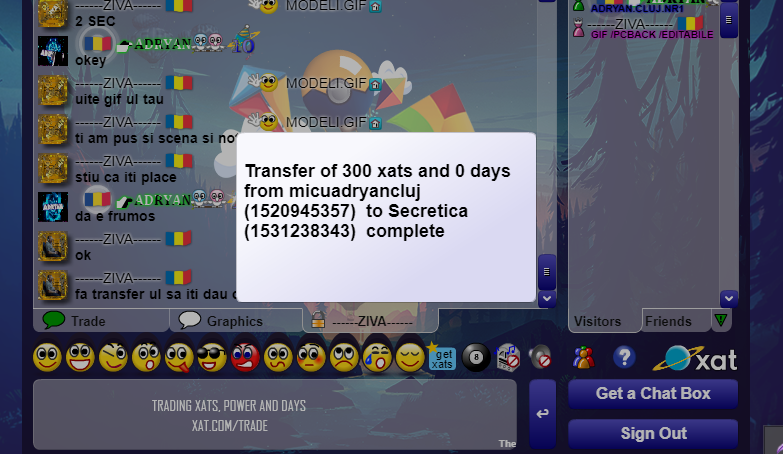 ------ZIVA------ MODELI.GIF
2 SEC
ADRYAN
okey
------ZIVA------ MODELI.GIF
uite gif ul tau
------ZIVA------ MODELI.GIF
ti am pus si scena si
------ZIVA------
stiu ca iti place
ADRYAN
da e frumos
------ZIVA------
ok
------ZIVA------
fa transfer ul sa iti dau
Transfer of 300 xats and 0 days
from micuadryancluj
(1520945357) to Secretica
(1531238343) complete
ADRYAN.CLUJ.NR1
------ZIVA------
GIF /PCBACK /EDITABILE
Trade
Graphics
------ZIVA------
Visitors
Friends
get
xats
8
?
xat
TRADING XATS, POWER AND DAYS
XAT.COM/TRADE
The
Get a Chat Box
Sign Out